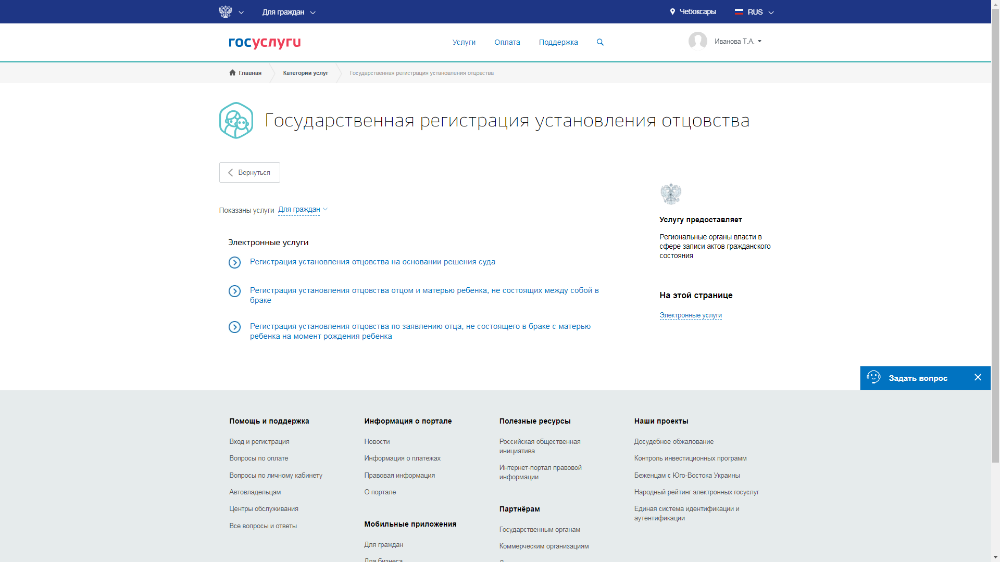 Для граждан
Чебоксары
RUS
госуслуги
Услуги
Оплата
Поддержка
Иванова Т.А.
Главная
Категории услуг
Государственная регистрация установления отцовства
Государственная регистрация установления отцовства
Вернуться
Показаны услуги Для граждан
Электронные услуги
Регистрация установления отцовства на основании решения суда
Регистрация установления отцовства отцом и матерью ребенка, не состоящих между собой в
браке
Регистрация установления отцовства по заявлению отца, не состоящего в браке с матерью
ребенка на момент рождения ребенка
Услугу предоставляет
Региональные органы власти в
сфере записи актов гражданского
состояния
На этой странице
Электронные услуги
Задать вопрос
Помощь и поддержка
Вход и регистрация
Вопросы по оплате
Вопросы по личному кабинету
Автовладельцам
Центры обслуживания
Все вопросы и ответы
Информация о портале
Новости
Информация о платежах
Правовая информация
О портале
Мобильные приложения
Для граждан
Для бизнеса
Полезные ресурсы
Российская общественная
инициатива
Интернет-портал правовой
информации
Партнёрам
Государственным органам
Коммерческим организациям
Наши проекты
Досудебное обжалование
Контроль инвестиционных программ
Беженцам с Юго-Востока Украины
Народный рейтинг электронных госуслуг
Единая система идентификации и
аутентификации